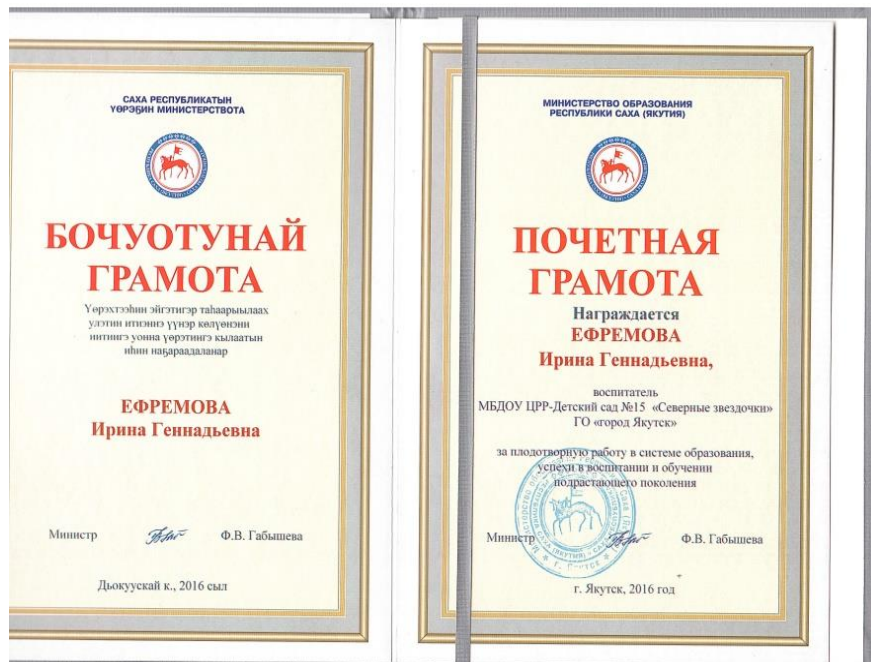 САХА РЕСПУБЛИКАТЫН
ҮӨРЭҔИН МИНИСТЕРСТВОТА
БОЧУОТУНАЙ
ГРАМОТА
Үөрэхтээһин эйгэтигэр таһаарыылаах
үлэтин итиэннэ үүнэр көлүөнэни
иитиигэ уонна үөрэтиигэ кылаатын
иһин наҕараадаланар
ЕФРЕМОВА
Ирина Геннадьевна
Министр Ф.В. Габышева
Дьокуускай к., 2016 сыл
МИНИСТЕРСТВО ОБРАЗОВАНИЯ
РЕСПУБЛИКИ САХА (ЯКУТИЯ)
ПОЧЕТНАЯ
ГРАМОТА
Награждается
ЕФРЕМОВА
Ирина Геннадьевна,
воспитатель
МБДОУ ЦРР-Детский сад №15 «Северные звездочки»
ГО «город Якутск»
за плодотворную работу в системе образования,
успехи в воспитании и обучении
подрастающего поколения
Министр Ф.В. Габышева
г. Якутск, 2016 год